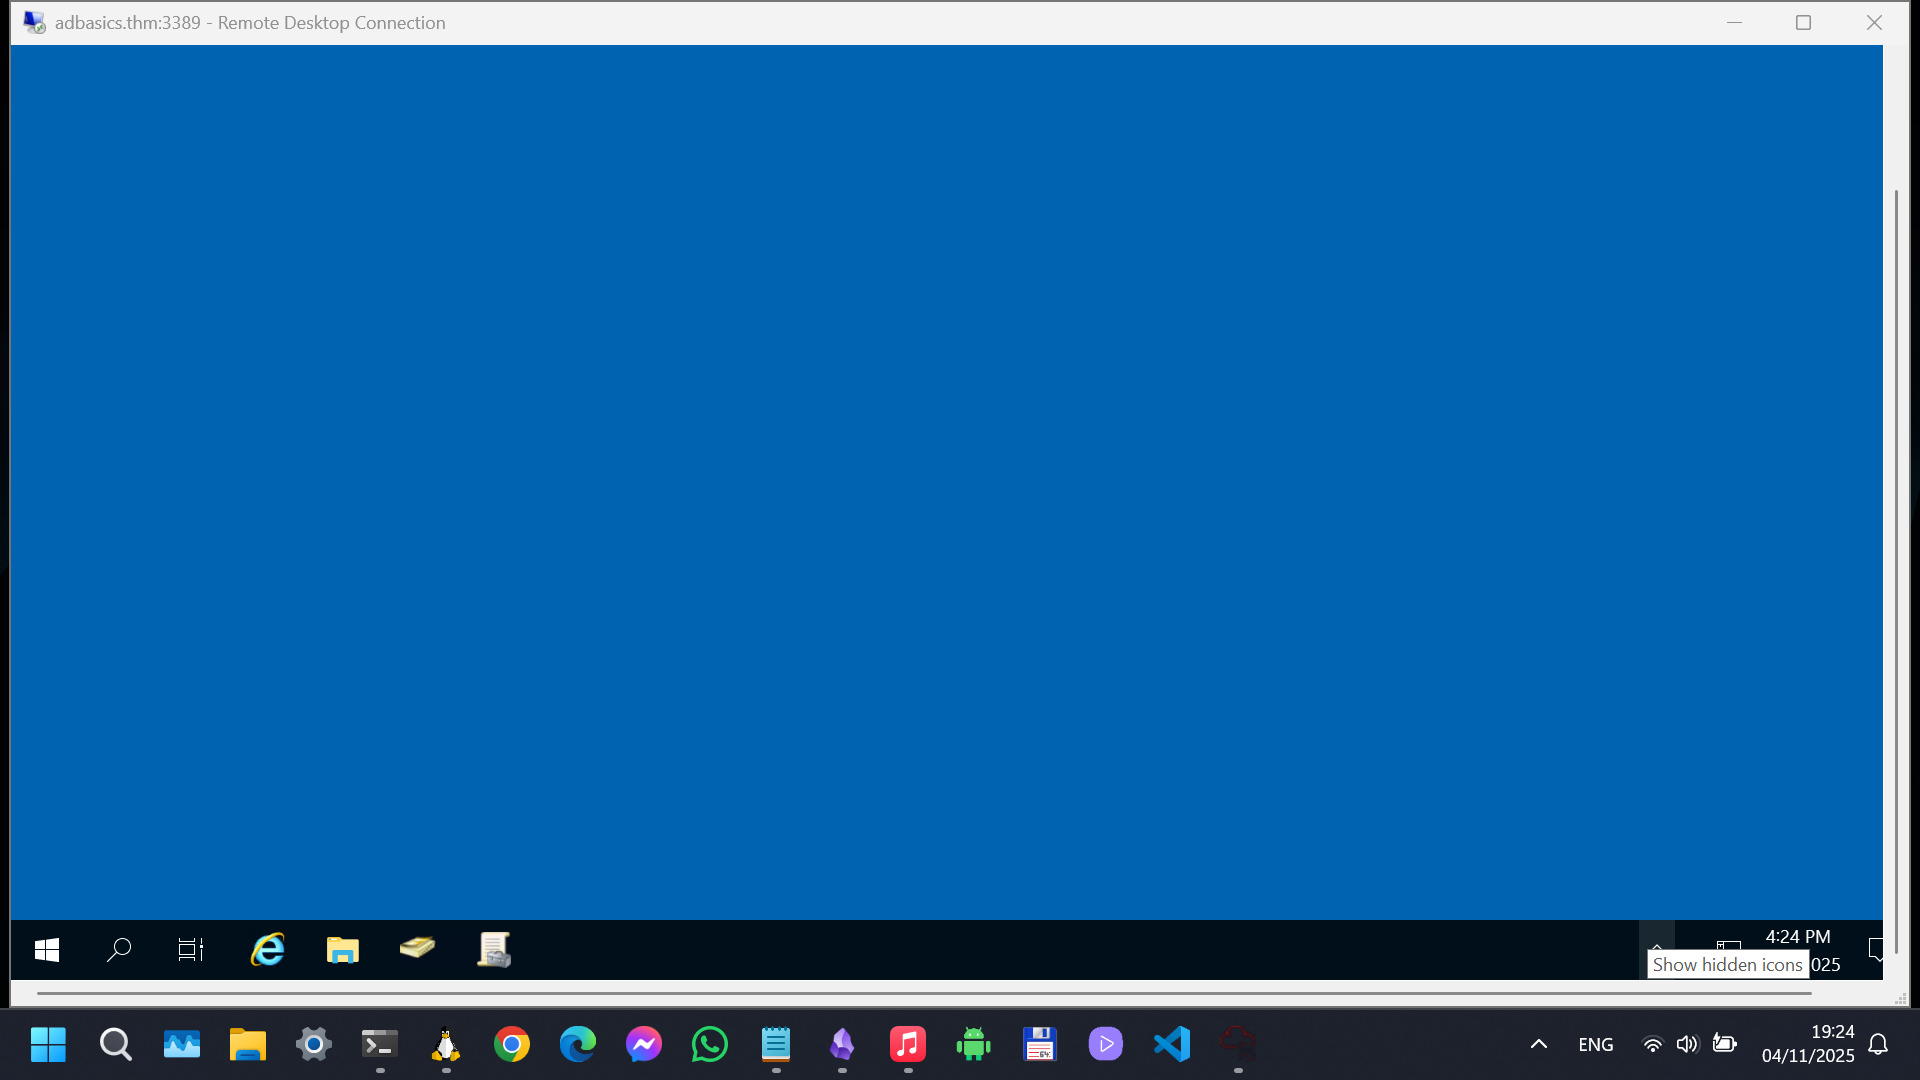 adbasics.thm:3389 - Remote Desktop Connection
4:24 PM
Show hidden icons 025
64
ENG
19:24
04/11/2025